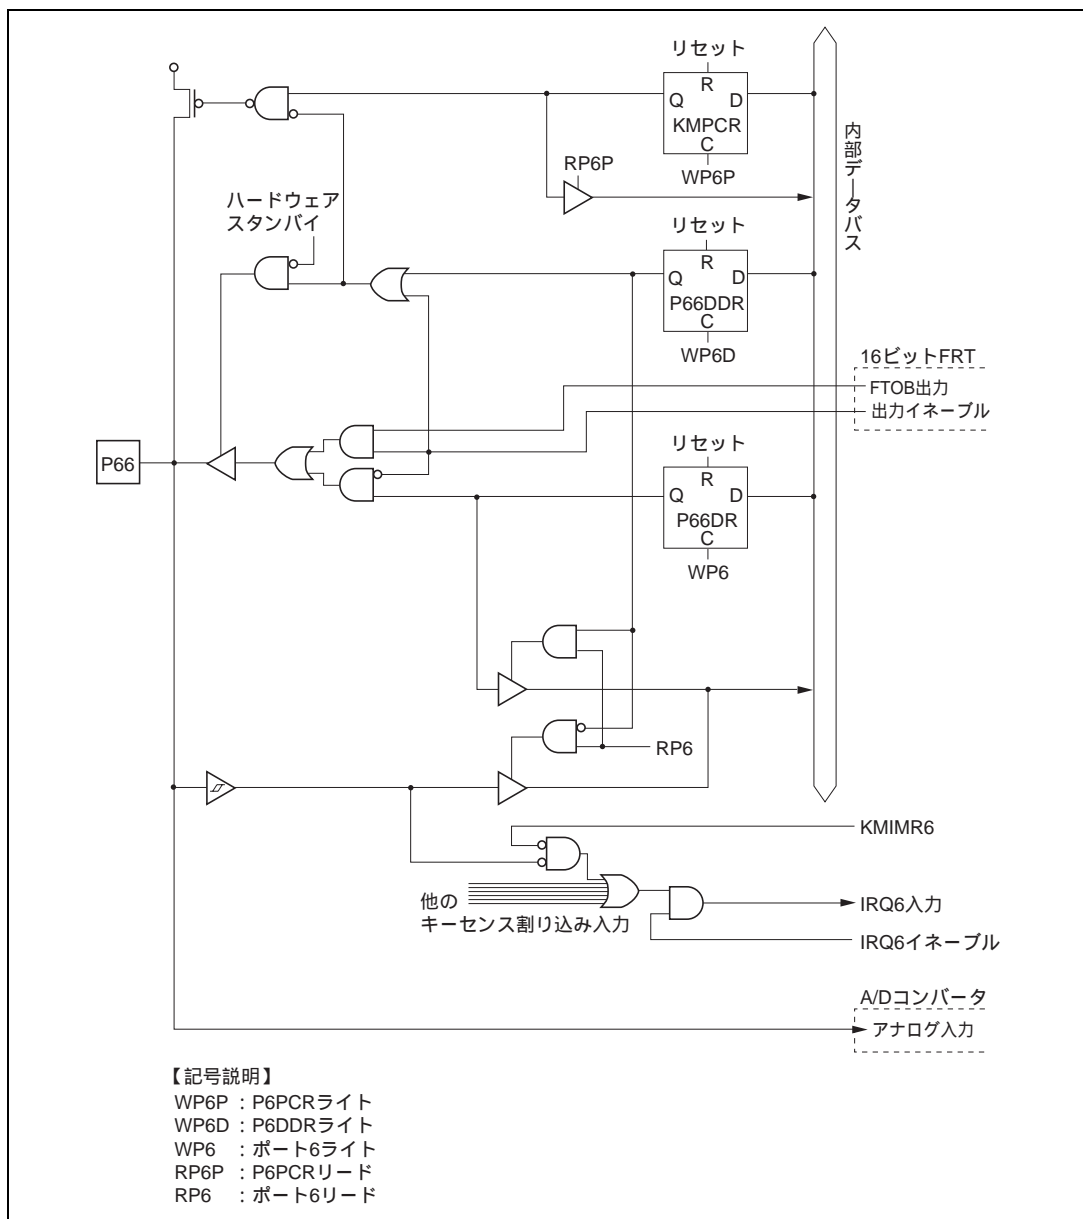 リセット
R
Q D
KMPCR
C
WP6P
RP6P
内部データバス
ハードウェア
スタンバイ
リセット
R
Q D
P66DDR
C
WP6D
16ビットFRT
FTOB出力
出力イネーブル
リセット
P66
R
Q D
P66DR
C
WP6
RP6
KMIMR6
他の
キーセンス割り込み入力
IRQ6入力
IRQ6イネーブル
A/Dコンバータ
アナログ入力
【記号説明】
WP6P : P6PCRライト
WP6D : P6DDRライト
WP6 : ポート6ライト
RP6P : P6PCRリード
RP6 : ポート6リード